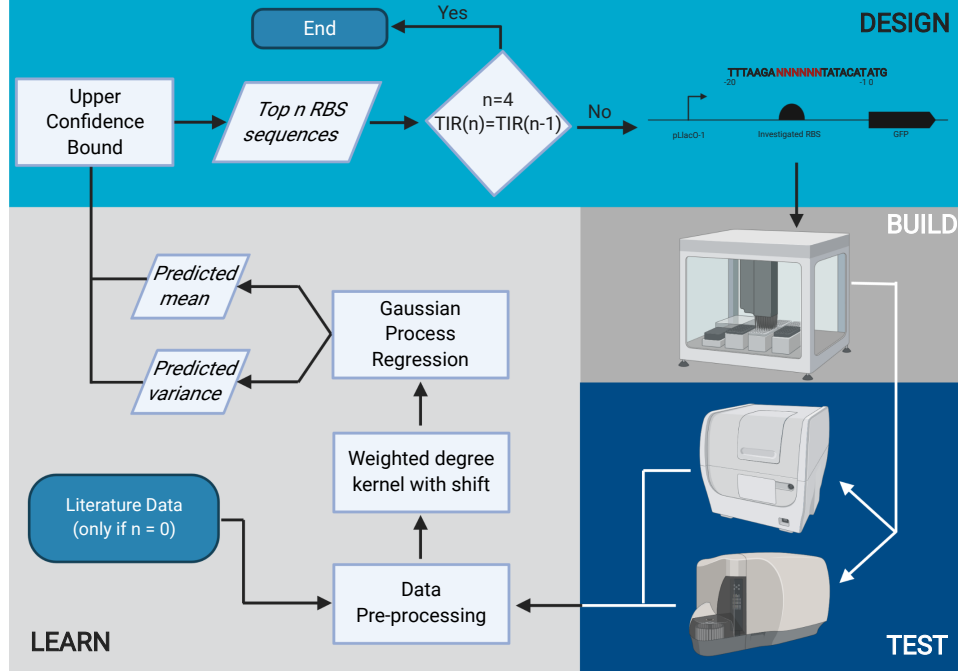 DESIGN
End
Yes
Upper
Confidence
Bound
Top n RBS
sequences
n=4
TIR(n)=TIR(n-1)
No
TTTAAGANNNNNNTATACATATG
-20 -1 0
pLlacO-1 Investigated RBS GFP
BUILD
Predicted
mean
Predicted
variance
Gaussian
Process
Regression
Weighted degree
kernel with shift
Literature Data
(only if n = 0)
Data
Pre-processing
LEARN
TEST